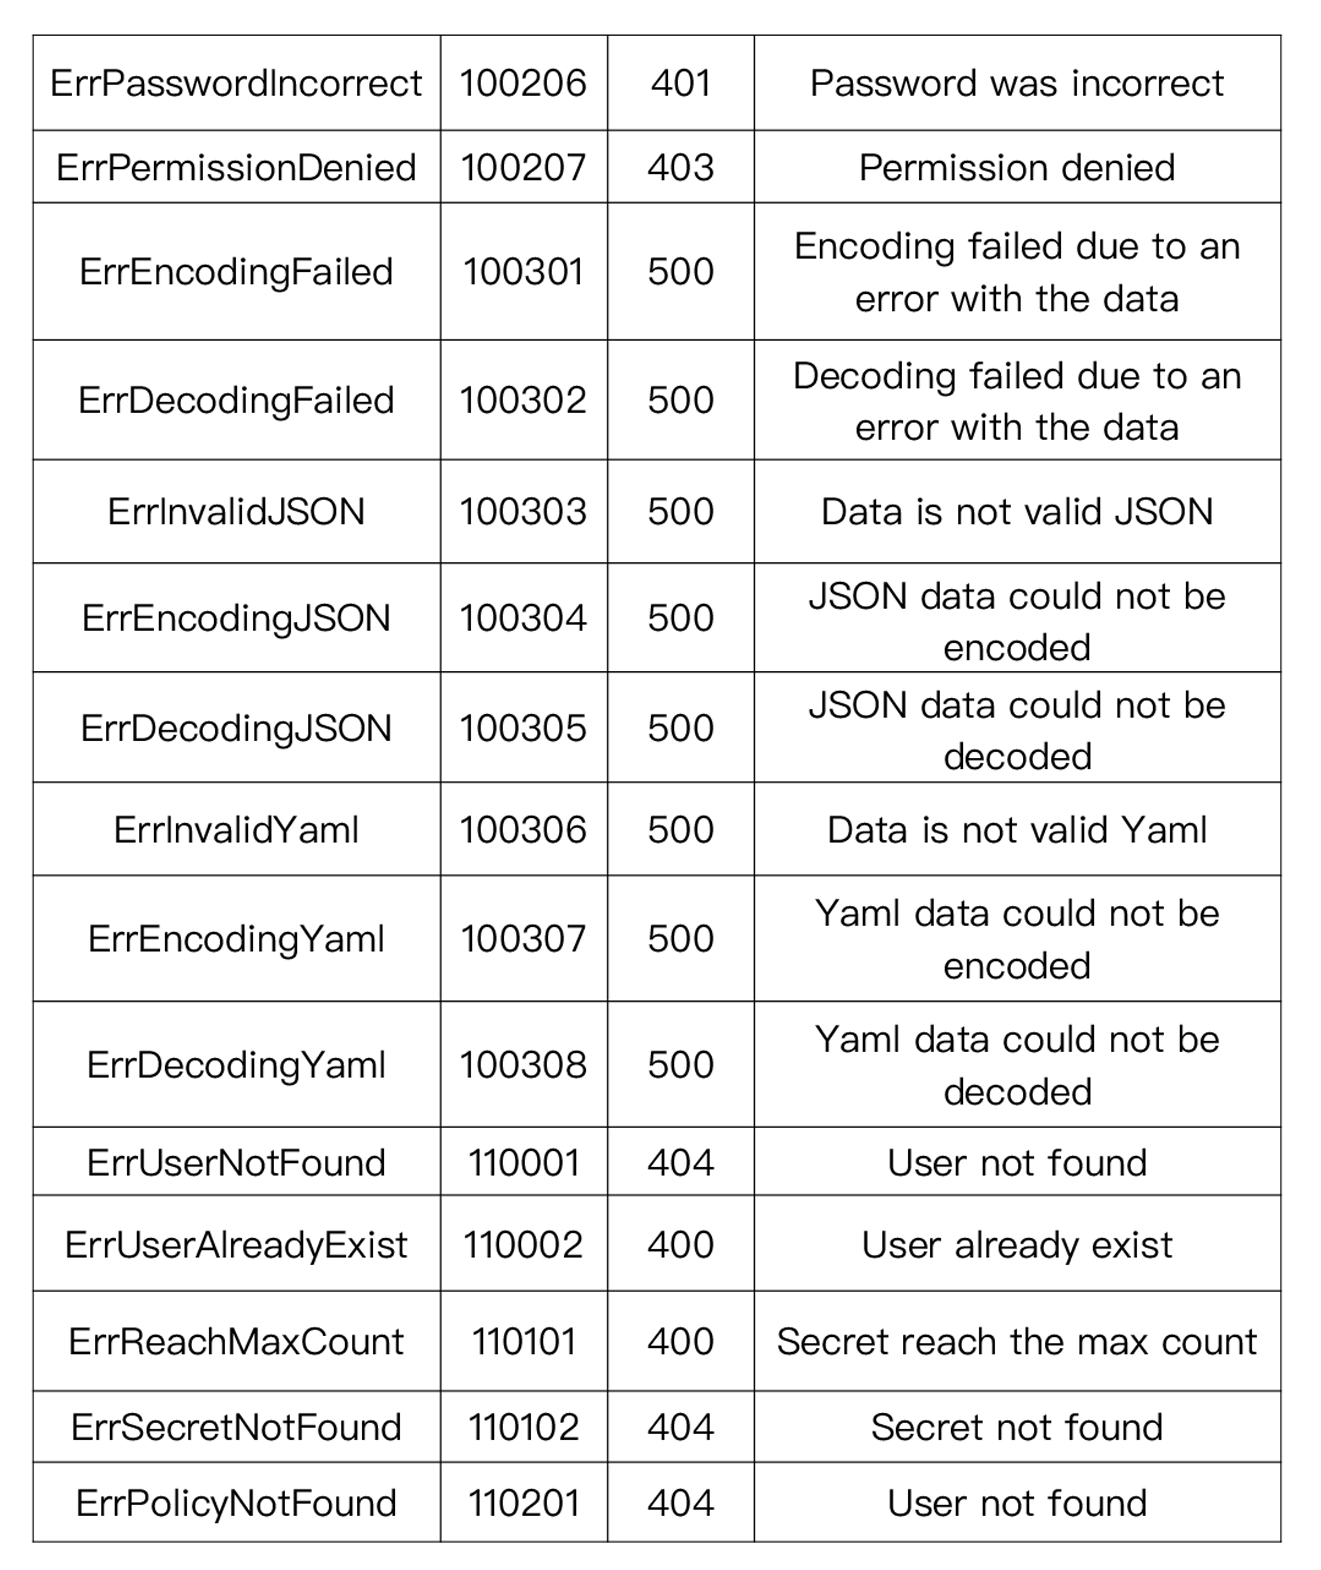 ErrPasswordIncorrect 100206 401 Password was incorrect
ErrPermissionDenied 100207 403 Permission denied
ErrEncodingFailed 100301 500 Encoding failed due to an
error with the data
ErrDecodingFailed 100302 500 Decoding failed due to an
error with the data
ErrInvalidJSON 100303 500 Data is not valid JSON
ErrEncodingJSON 100304 500 JSON data could not be
encoded
ErrDecodingJSON 100305 500 JSON data could not be
decoded
ErrInvalidYaml 100306 500 Data is not valid Yaml
ErrEncodingYaml 100307 500 Yaml data could not be
encoded
ErrDecodingYaml 100308 500 Yaml data could not be
decoded
ErrUserNotFound 110001 404 User not found
ErrUserAlreadyExist 110002 400 User already exist
ErrReachMaxCount 110101 400 Secret reach the max count
ErrSecretNotFound 110102 404 Secret not found
ErrPolicyNotFound 110201 404 User not found